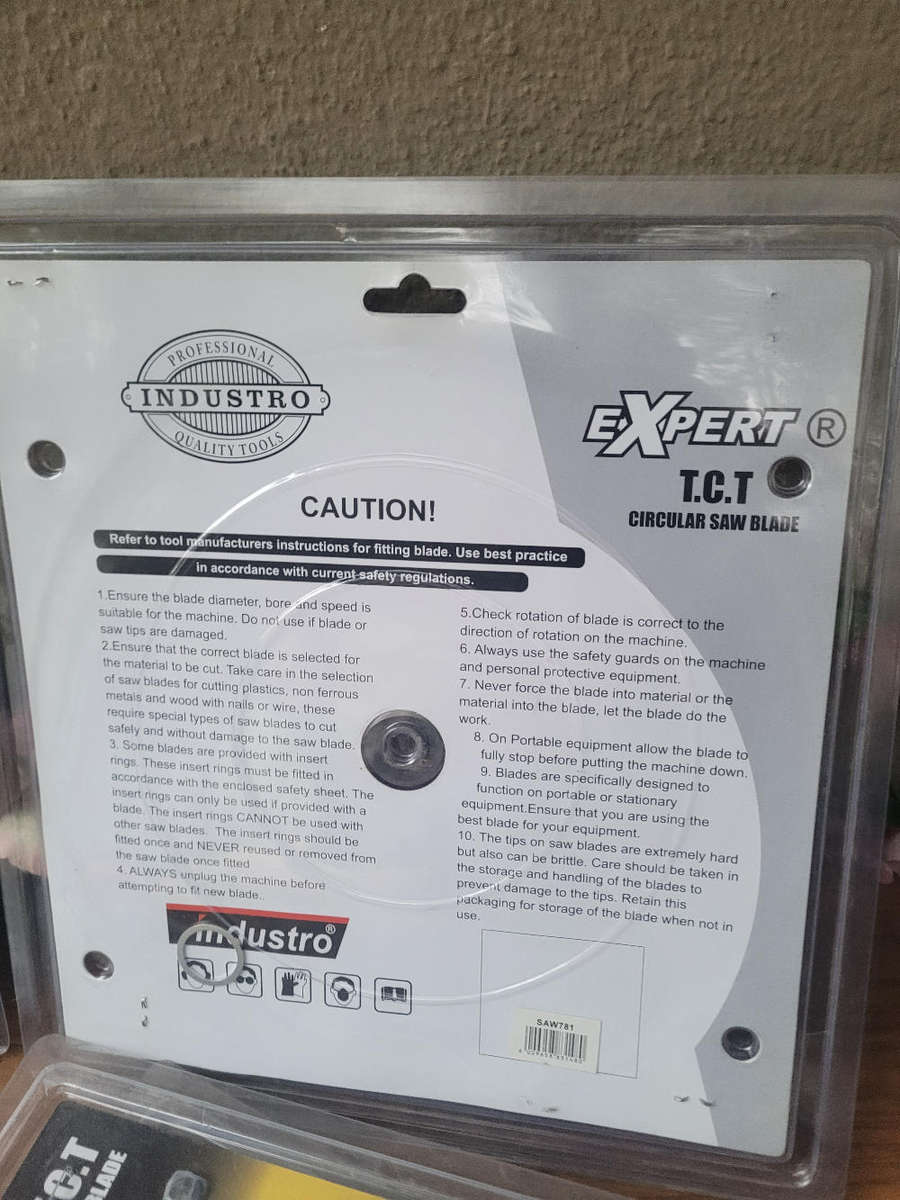 PROFESSIONAL
INDUSTRO
QUALITY TOOLS
EXPERT ®
T.C.T
CIRCULAR SAW BLADE
CAUTION!
Refer to tool manufacturers instructions for fitting blade. Use best practice
in accordance with current safety regulations.
1.Ensure the blade diameter, bore and speed is
suitable for the machine. Do not use if blade or
saw tips are damaged.
2.Ensure that the correct blade is selected for
the material to be cut. Take care in the selection
of saw blades for cutting plastics, non ferrous
metals and wood with nails or wire, these
require special types of saw blades to cut
safely and without damage to the saw blade.
3. Some blades are provided with insert
rings. These insert rings must be fitted in
accordance with the enclosed safety sheet. The
insert rings can only be used if provided with a
blade. The insert rings CANNOT be used with
other saw blades. The insert rings should be
fitted once and NEVER reused or removed from
the saw blade once fitted
4. ALWAYS unplug the machine before
attempting to fit new blade..
5.Check rotation of blade is correct to the
direction of rotation on the machine.
6. Always use the safety guards on the machine
and personal protective equipment.
7. Never force the blade into material or the
material into the blade, let the blade do the
work.
8. On Portable equipment allow the blade to
fully stop before putting the machine down.
9. Blades are specifically designed to
function on portable or stationary
equipment.Ensure that you are using the
best blade for your equipment.
10. The tips on saw blades are extremely hard
but also can be brittle. Care should be taken in
the storage and handling of the blades to
prevent damage to the tips. Retain this
packaging for storage of the blade when not in
use.
industro®
SAW781
.C.T
BLADE